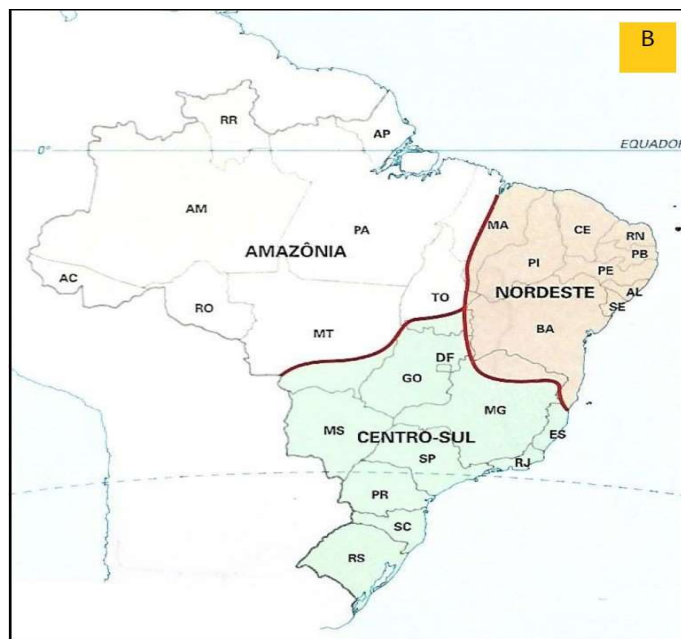 B
RR
AP
EQUADOR
0°
AM
PA
AMAZÔNIA
MA
CE
RN
PB
PI
PE
AC
RO
TO
NORDESTE
AL
SE
MT
BA
DF
GO
MG
MS
CENTRO-SUL
ES
SP
RJ
PR
SC
RS